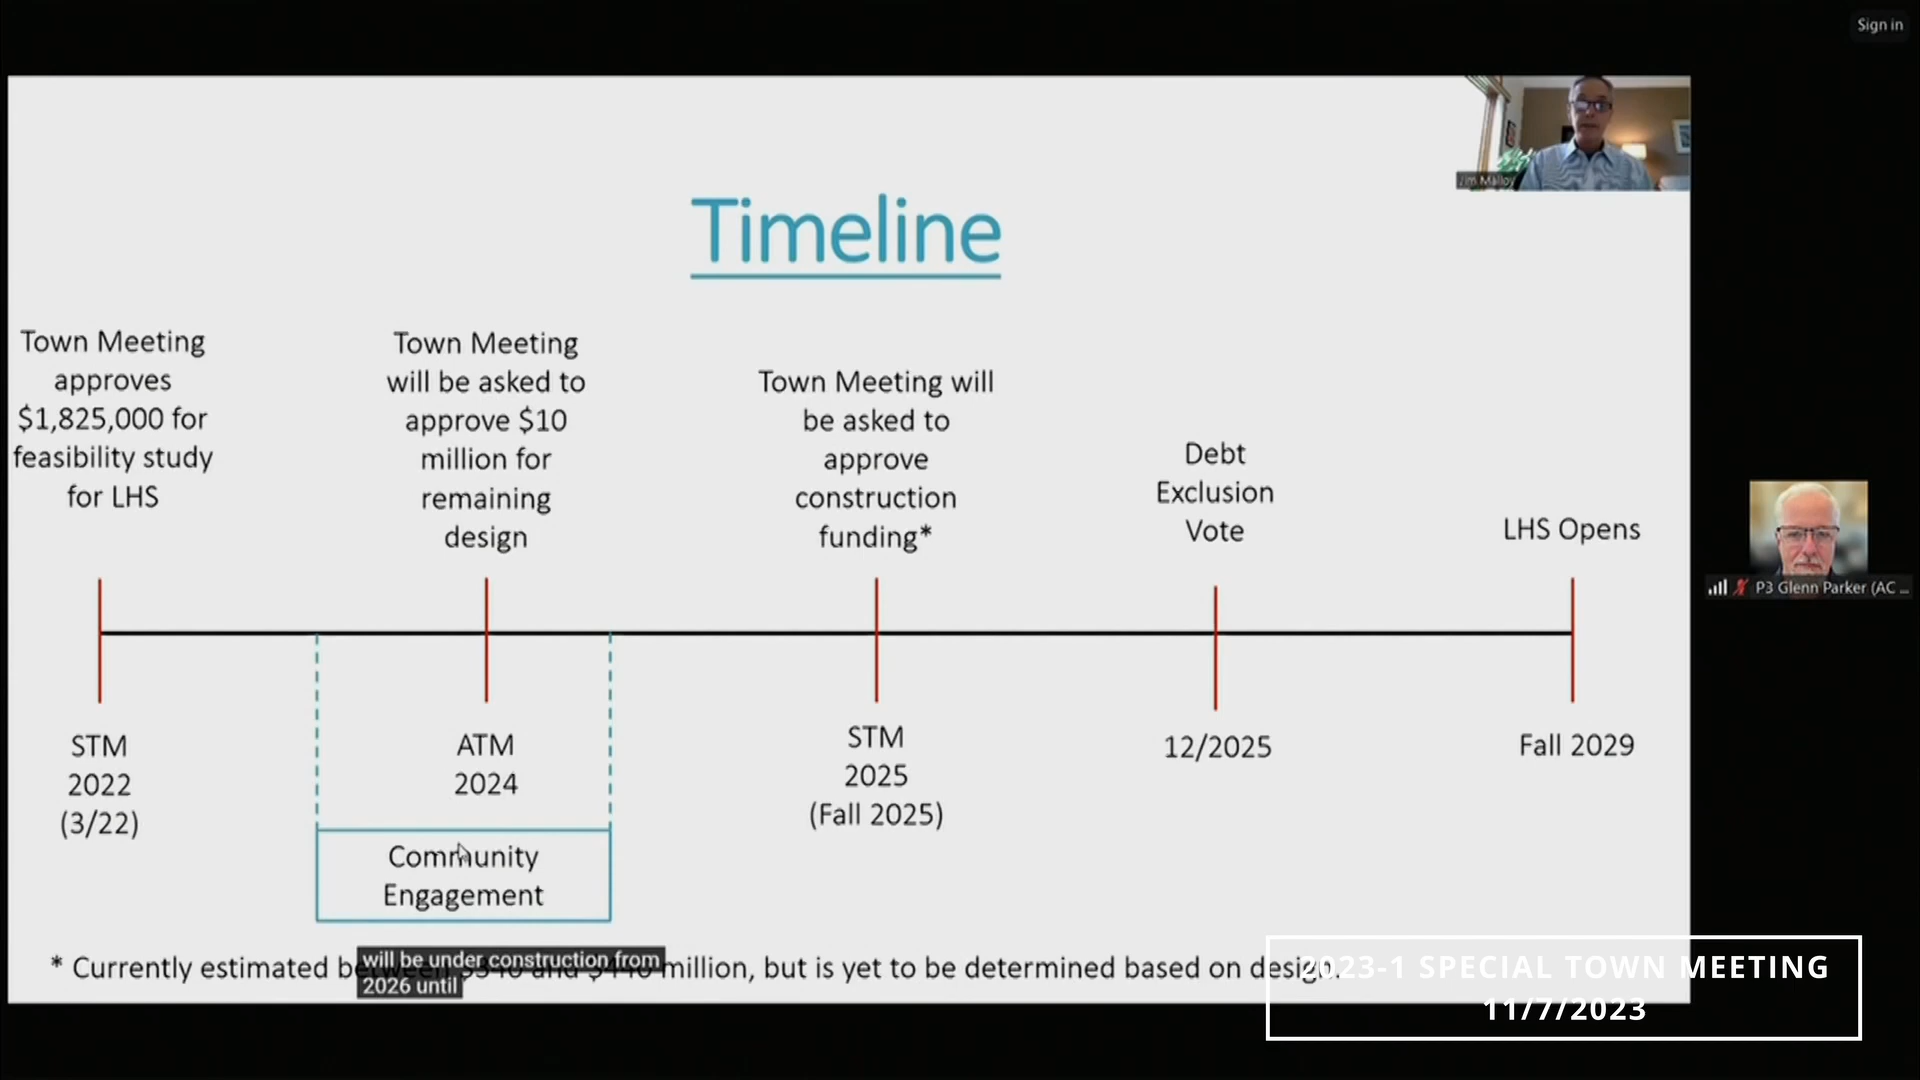 Sign in
Jim Malloy
Timeline
Town Meeting
approves
$1,825,000 for
feasibility study
for LHS
Town Meeting
will be asked to
approve $10
million for
remaining
design
Town Meeting will
be asked to
approve
construction
funding*
Debt
Exclusion
Vote
LHS Opens
P3 Glenn Parker (AC ...
STM
2022
(3/22)
ATM
2024
STM
2025
(Fall 2025)
12/2025
Fall 2029
Community
Engagement
* Currently estimated between million, but is yet to be determined based on design.
will be under construction from
2026 until
2023-1 SPECIAL TOWN MEETING
11/7/2023